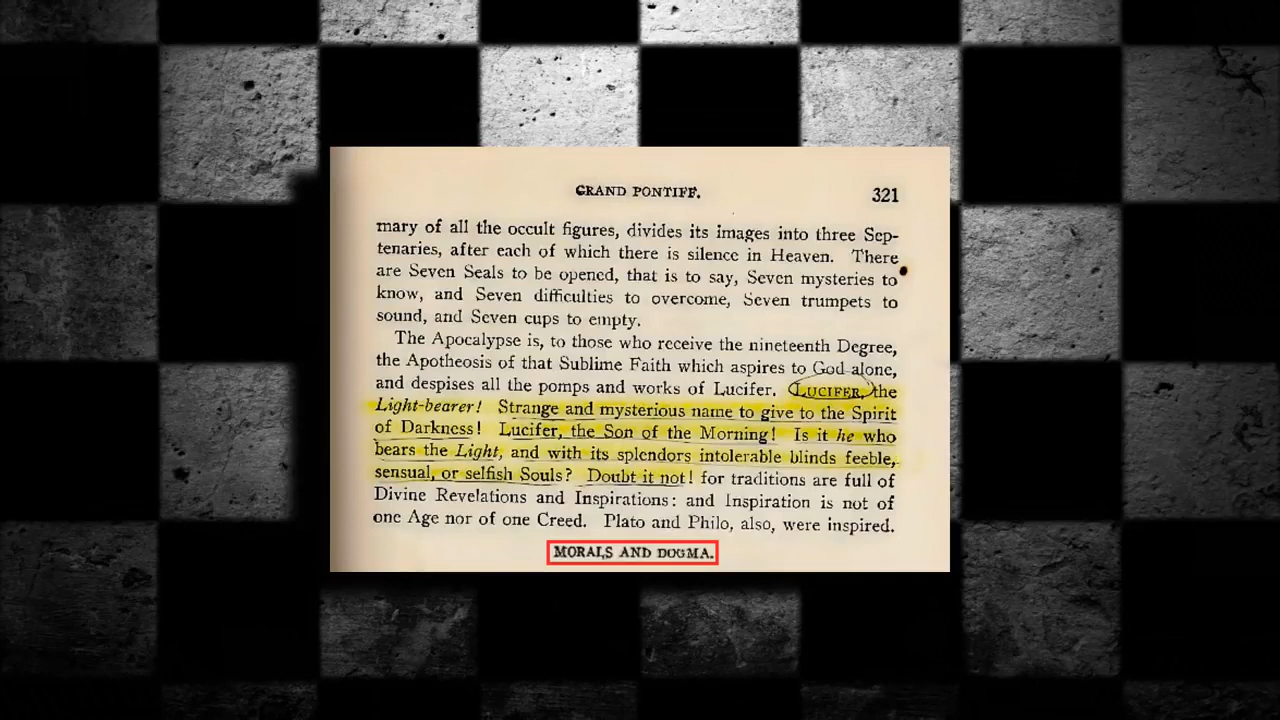 GRAND PONTIFF.
321
mary of all the occult figures, divides its images into three Sep-
tenaries, after each of which there is silence in Heaven. There
are Seven Seals to be opened, that is to say, Seven mysteries to
know, and Seven difficulties to overcome, Seven trumpets to
sound, and Seven cups to empty.
The Apocalypse is, to those who receive the nineteenth Degree,
the Apotheosis of that Sublime Faith which aspires to God alone,
and despises all the pomps and works of Lucifer. LUCIFER, the
Light-bearer! Strange and mysterious name to give to the Spirit
of Darkness! Lucifer, the Son of the Morning! Is it he who
bears the Light, and with its splendors intolerable blinds feeble,
sensual, or selfish Souls? Doubt it not! for traditions are full of
Divine Revelations and Inspirations: and Inspiration is not of
one Age nor of one Creed. Plato and Philo, also, were inspired.
MORALS AND DOGMA.